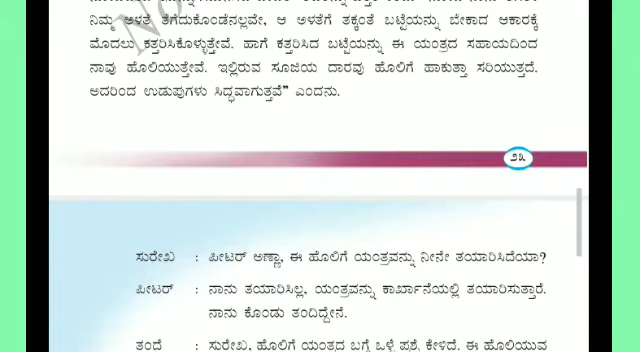 ನಿಮ್ಮ ಅಳತೆ ತೆಗೆದುಕೊಂಡೆನಲ್ಲವೇ, ಆ ಅಳತೆಗೆ ತಕ್ಕಂತೆ ಬಟ್ಟೆಯನ್ನು ಬೇಕಾದ ಆಕಾರಕ್ಕೆ
ಮೊದಲು ಕತ್ತರಿಸಿಕೊಳ್ಳುತ್ತೇವೆ. ಹಾಗೆ ಕತ್ತರಿಸಿದ ಬಟ್ಟೆಯನ್ನು ಈ ಯಂತ್ರದ ಸಹಾಯದಿಂದ
ನಾವು ಹೊಲಿಯುತ್ತೇವೆ. ಇಲ್ಲಿರುವ ಸೂಜಿಯ ದಾರವು ಹೊಲಿಗೆ ಹಾಕುತ್ತಾ ಸರಿಯುತ್ತದೆ.
ಅದರಿಂದ ಉಡುಪುಗಳು ಸಿದ್ಧವಾಗುತ್ತವೆ” ಎಂದನು.
೨೩
ಸುರೇಖ : ಪೀಟರ್ ಅಣ್ಣಾ, ಈ ಹೊಲಿಗೆ ಯಂತ್ರವನ್ನು ನೀನೇ ತಯಾರಿಸಿದೆಯಾ?
ಪೀಟರ್ : ನಾನು ತಯಾರಿಸಿಲ್ಲ, ಯಂತ್ರವನ್ನು ಕಾರ್ಖಾನೆಯಲ್ಲಿ ತಯಾರಿಸುತ್ತಾರೆ.
ನಾನು ಕೊಂಡು ತಂದಿದ್ದೇನೆ.
ತಂದೆ : ಸುರೇಖ, ಹೊಲಿಗೆ ಯಂತ್ರದ ಬಗ್ಗೆ ಒಳ್ಳೆ ಪ್ರಶ್ನೆ ಕೇಳಿದೆ. ಈ ಹೊಲಿಯುವ